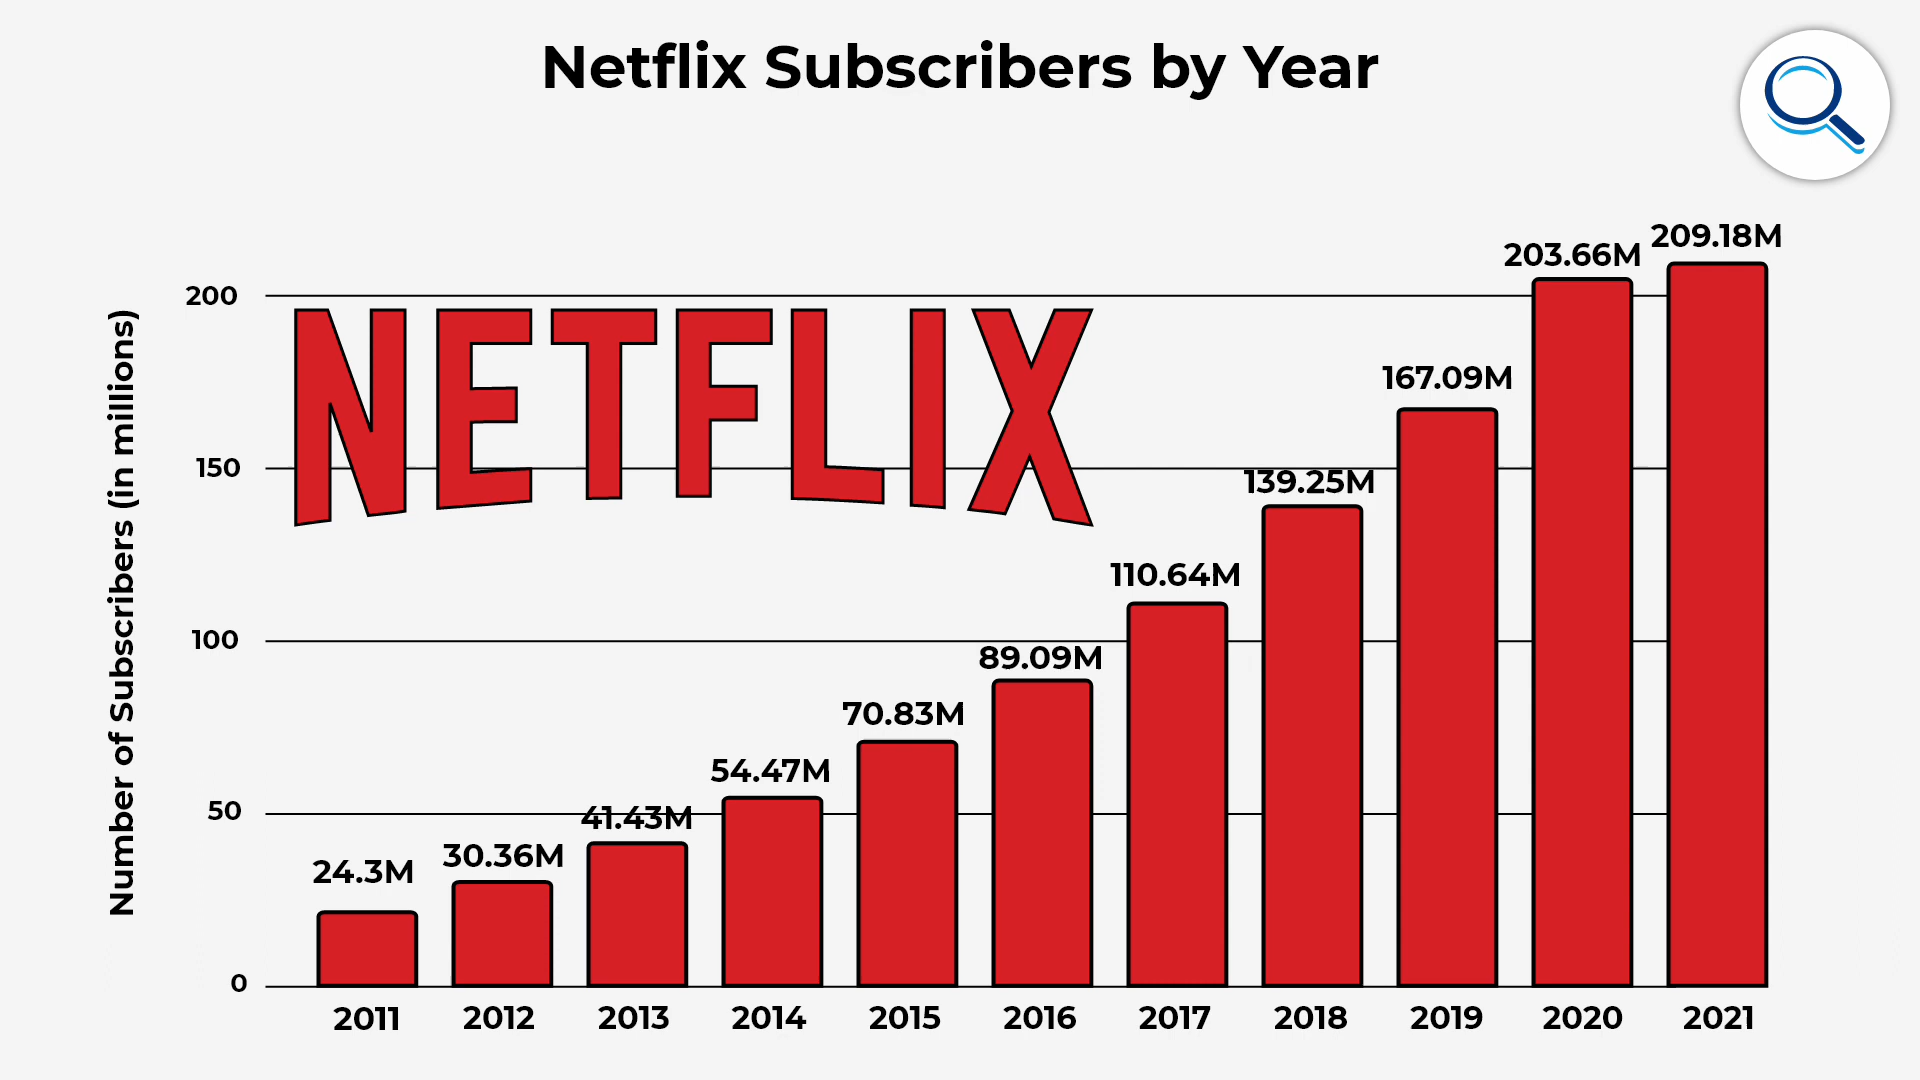 Netflix Subscribers by Year
Number of Subscribers (in millions)
200
150
100
50
0
NETFLIX
24.3M
30.36M
41.43M
54.47M
70.83M
89.09M
110.64M
139.25M
167.09M
203.66M
209.18M
2011 2012 2013 2014 2015 2016 2017 2018 2019 2020 2021